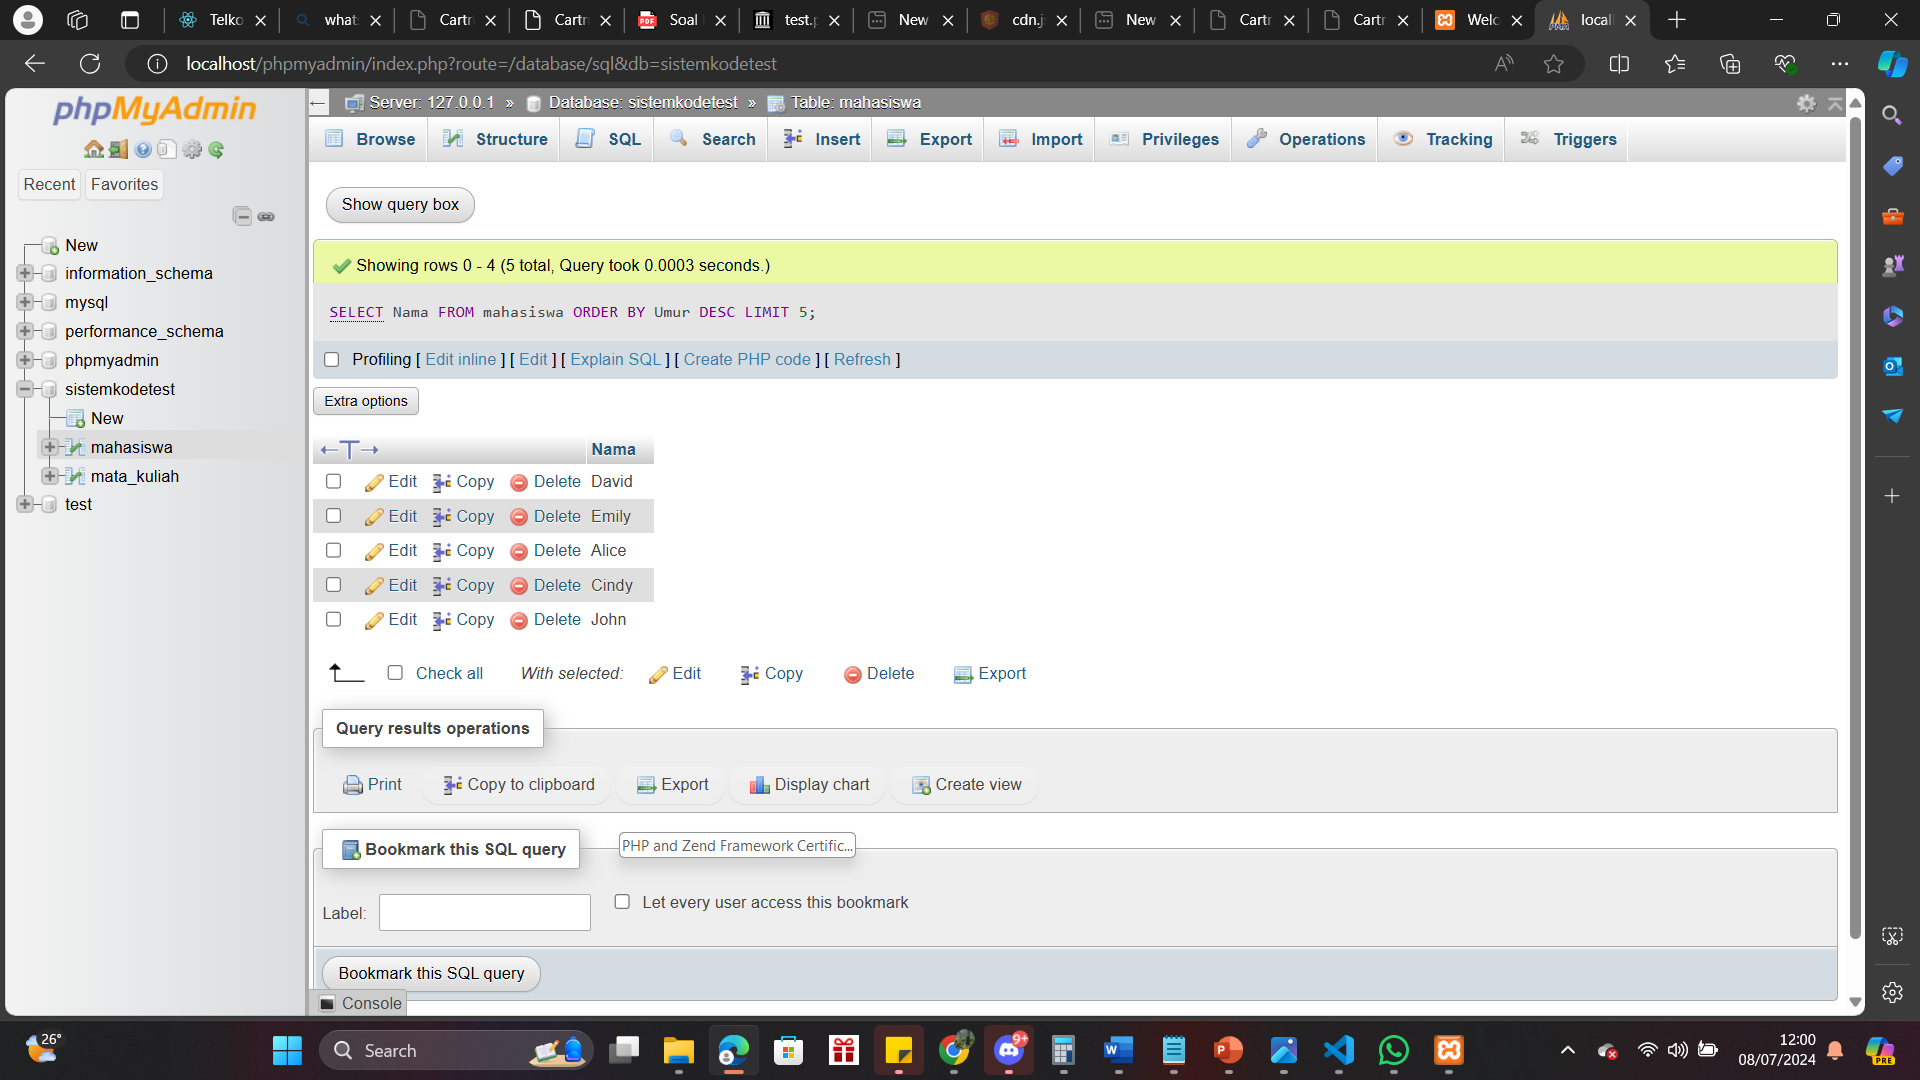 Telko
what
Cartr
Cartr
Soal
test.p
New
cdn.j
New
Cartr
Cartr
Welc
local
localhost/phpmyadmin/index.php?route=/database/sql&db=sistemkodetest
phpMyAdmin
Recent
Favorites
New
information_schema
mysql
performance_schema
phpmyadmin
sistemkodetest
New
mahasiswa
mata_kuliah
test
Server: 127.0.0.1 » Database: sistemkodetest » Table: mahasiswa
Browse Structure SQL Search Insert Export Import Privileges Operations Tracking Triggers
Show query box
Showing rows 0 - 4 (5 total, Query took 0.0003 seconds.)
SELECT Nama FROM mahasiswa ORDER BY Umur DESC LIMIT 5;
Profiling [ Edit inline ] [ Edit ] [ Explain SQL ] [ Create PHP code ] [ Refresh ]
Extra options
←T→ Nama
Edit Copy Delete David
Edit Copy Delete Emily
Edit Copy Delete Alice
Edit Copy Delete Cindy
Edit Copy Delete John
Check all With selected: Edit Copy Delete Export
Query results operations
Print Copy to clipboard Export Display chart Create view
Bookmark this SQL query
PHP and Zend Framework Certific...
Label:
Let every user access this bookmark
Bookmark this SQL query
Console
26°
Search
9+
12:00
08/07/2024
PRE